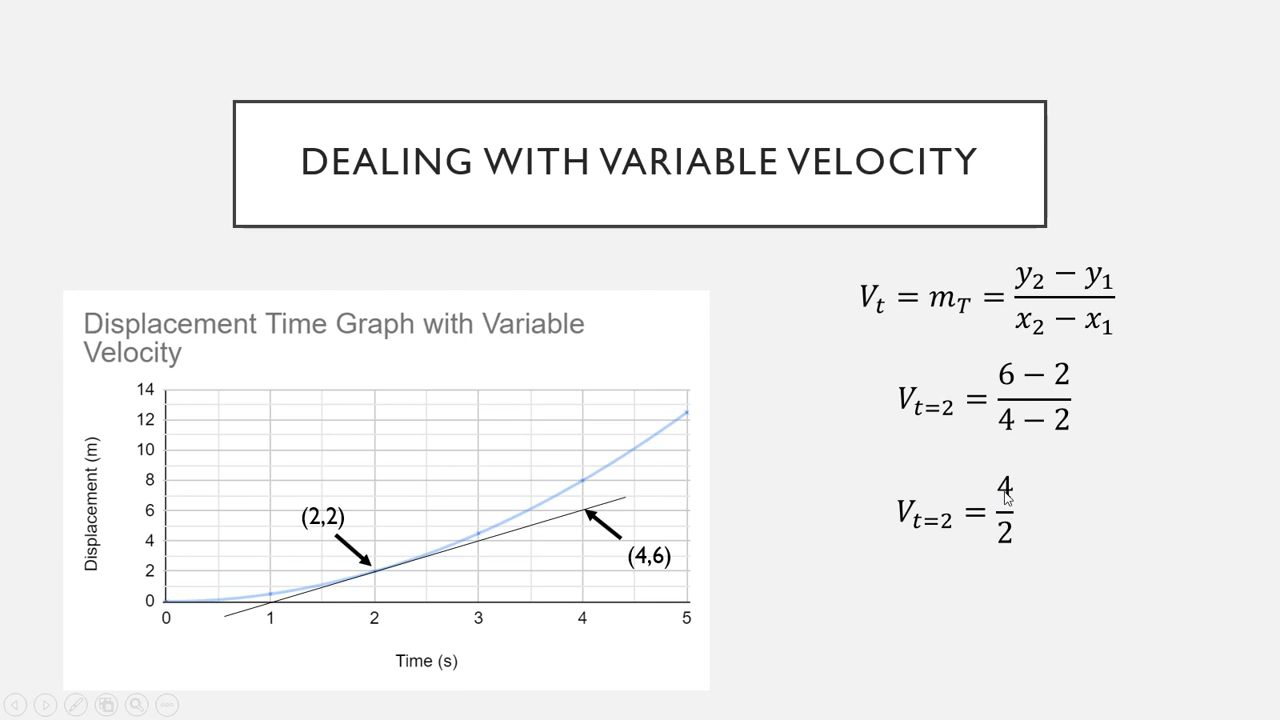 DEALING WITH VARIABLE VELOCITY
Displacement Time Graph with Variable
Velocity
Displacement (m)
14
12
10
8
6
4
2
0
(2,2)
(4,6)
0 1 2 3 4 5
Time (s)
V_t = m_T = \frac{y_2 - y_1}{x_2 - x_1}
V_{t=2} = \frac{6 - 2}{4 - 2}
V_{t=2} = \frac{4}{2}